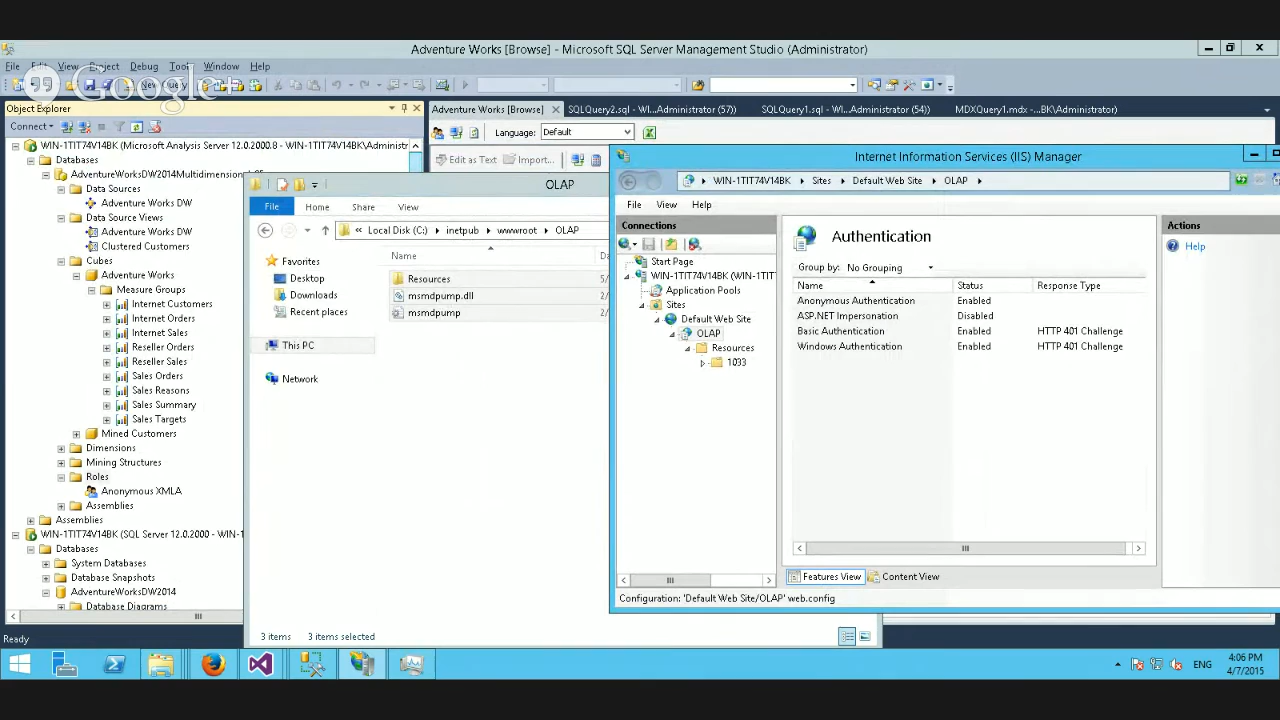 Adventure Works [Browse] - Microsoft SQL Server Management Studio (Administrator)
File Edit View Project Debug Tools Window Help
Google+
New Query
Object Explorer
Adventure Works [Browse]
SQLQuery2.sql - WI...Administrator (57))
SQLQuery1.sql - WI...Administrator (54))
MDXQuery1.mdx -...BK\Administrator)
Connect
Language: Default
Edit as Text Import...
WIN-1TIT74V14BK (Microsoft Analysis Server 12.0.2000.8 - WIN-1TIT74V14BK\Administr
Databases
AdventureWorksDW2014Multidimension
Data Sources
Adventure Works DW
Data Source Views
Adventure Works DW
Clustered Customers
Cubes
Adventure Works
Measure Groups
Internet Customers
Internet Orders
Internet Sales
Reseller Orders
Reseller Sales
Sales Orders
Sales Reasons
Sales Summary
Sales Targets
Mined Customers
Dimensions
Mining Structures
Roles
Anonymous XMLA
Assemblies
Assemblies
WIN-1TIT74V14BK (SQL Server 12.0.2000 - WIN-1
Databases
System Databases
Database Snapshots
AdventureWorksDW2014
Database Diagrams
Ready
OLAP
File Home Share View
« Local Disk (C:) inetpub wwwroot OLAP
Name Da
Favorites
Desktop
Downloads
Recent places
This PC
Network
Resources 5/
msmdpump.dll 2/
msmdpump 2/
3 items 3 items selected
Internet Information Services (IIS) Manager
WIN-1TIT74V14BK Sites Default Web Site OLAP
File View Help
Connections
Start Page
WIN-1TIT74V14BK (WIN-1TIT
Application Pools
Sites
Default Web Site
OLAP
Resources
1033
Authentication
Group by: No Grouping
Name Status Response Type
Anonymous Authentication Enabled
ASP.NET Impersonation Disabled
Basic Authentication Enabled HTTP 401 Challenge
Windows Authentication Enabled HTTP 401 Challenge
Features View Content View
Actions
Help
Configuration: 'Default Web Site/OLAP' web.config
ENG
4:06 PM
4/7/2015